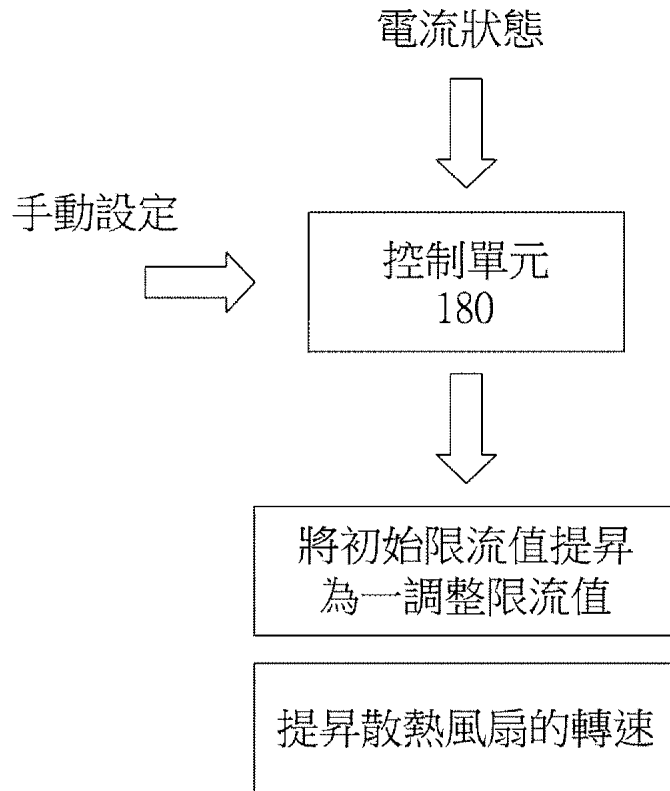 電流狀態
手動設定
控制單元
180
將初始限流值提昇
為一調整限流值
提昇散熱風扇的轉速